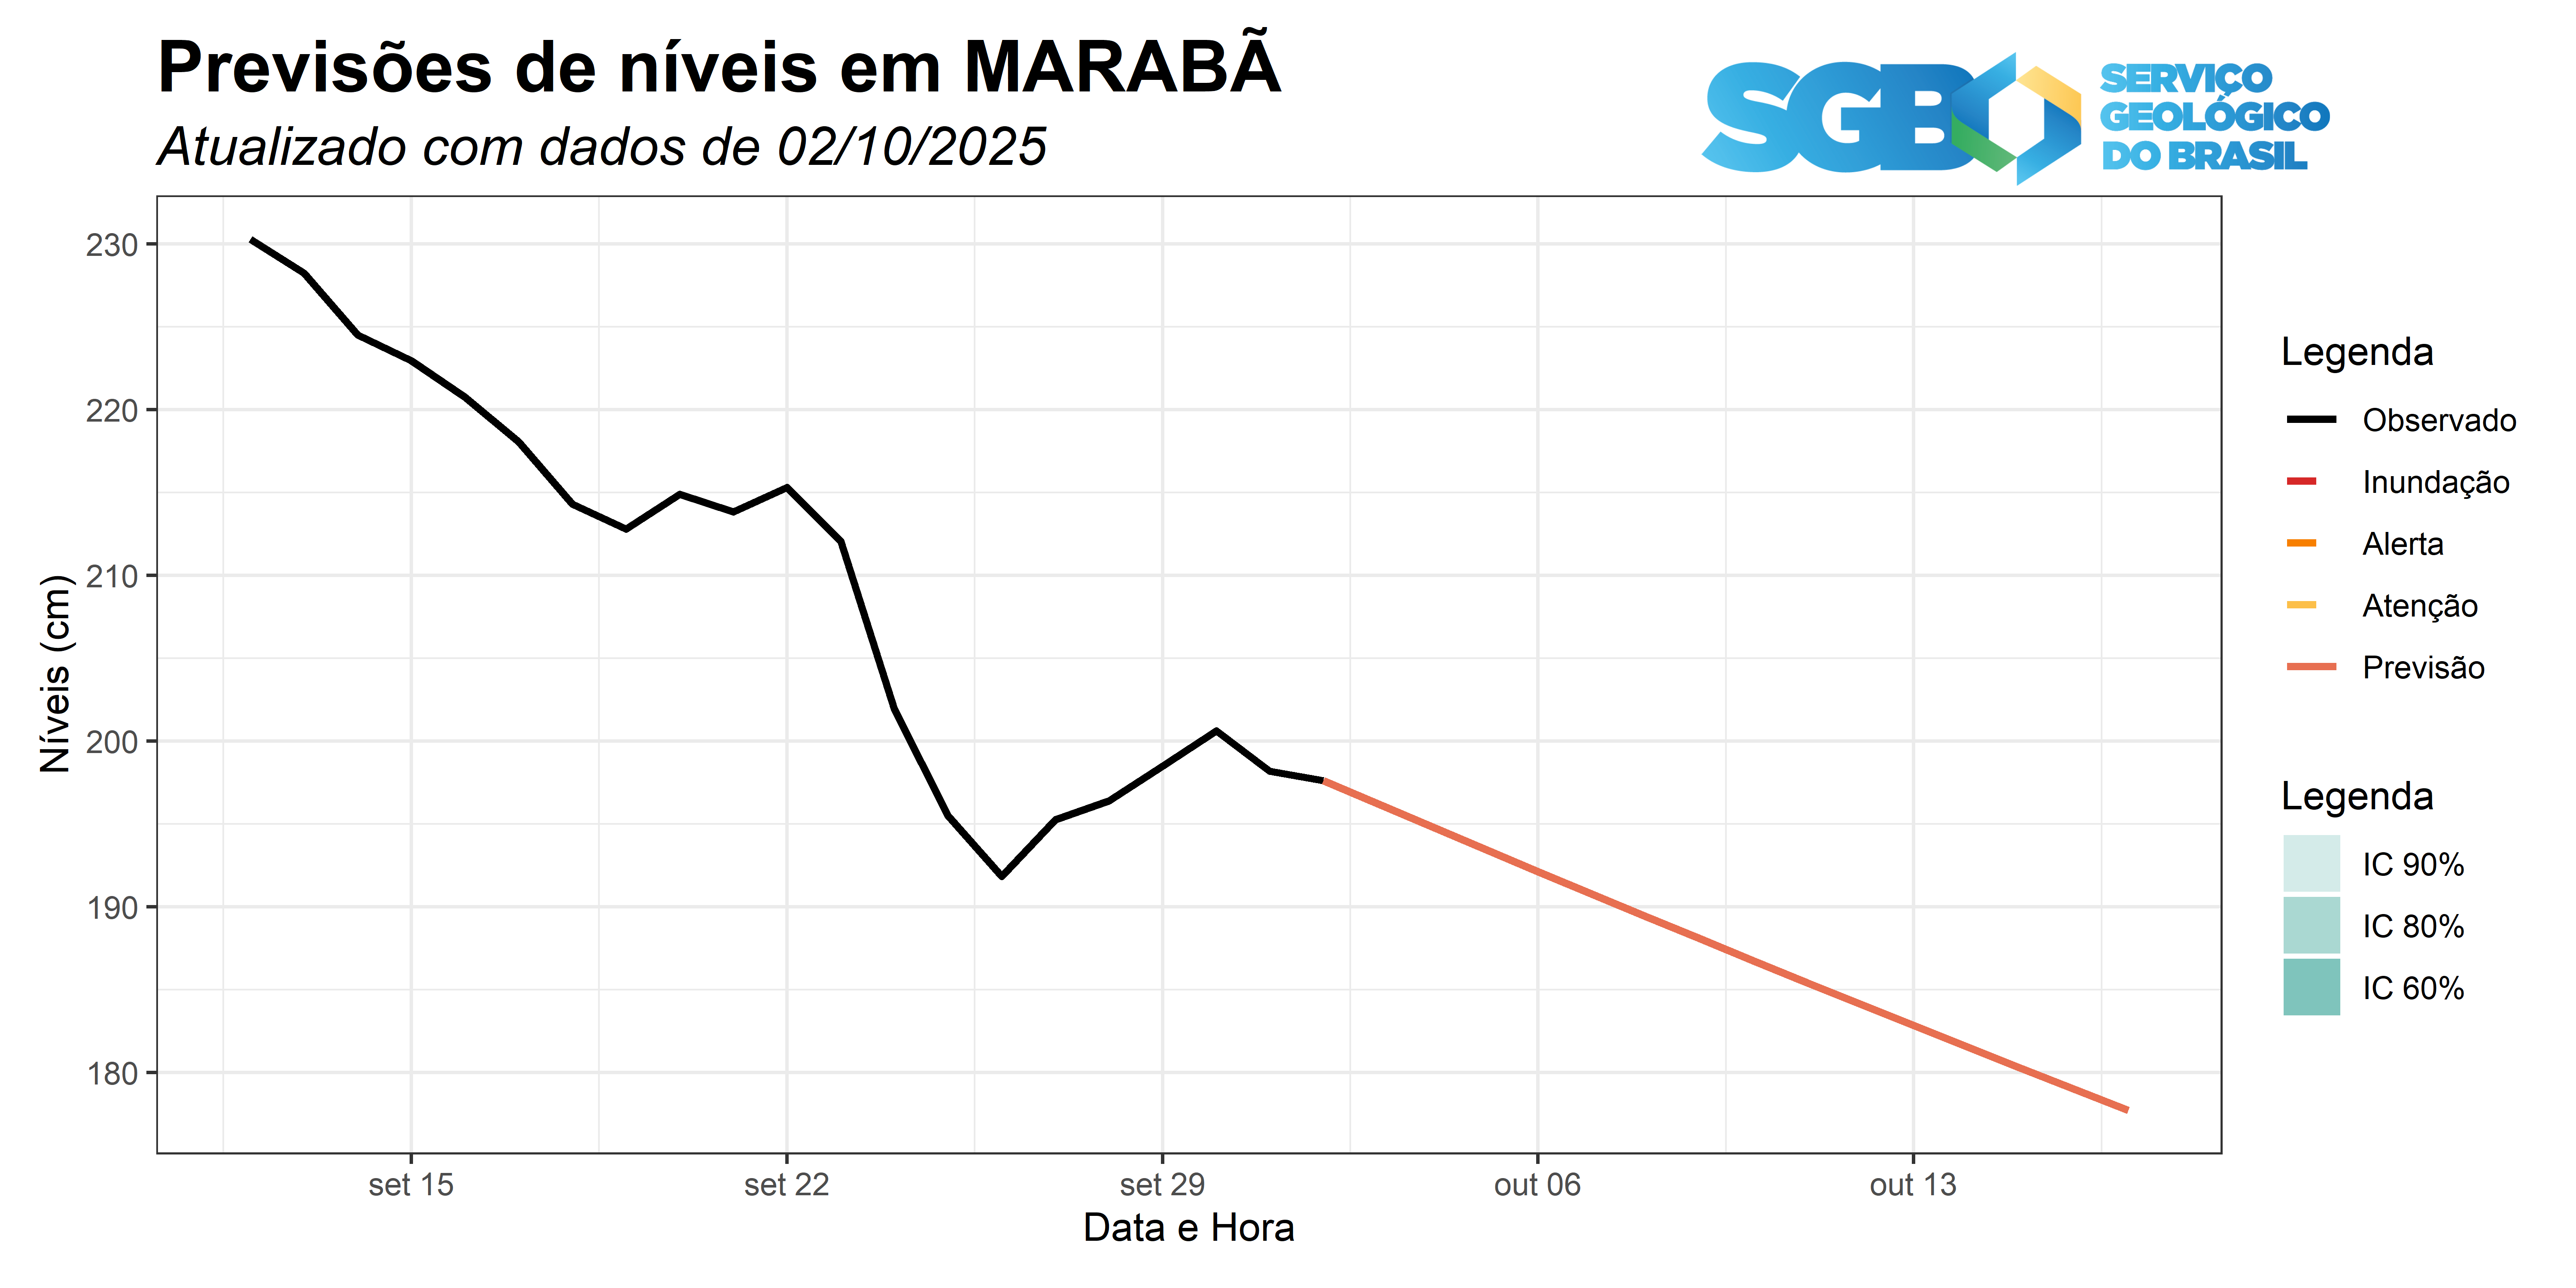 Previsões de níveis em MARABÃ
Atualizado com dados de 02/10/2025
SGB
SERVIÇO
GEOLÓGICO
DO BRASIL
Níveis (cm)
230
220
210
200
190
180
set 15
set 22
set 29
out 06
out 13
Data e Hora
Legenda
Observado
Inundação
Alerta
Atenção
Previsão
Legenda
IC 90%
IC 80%
IC 60%